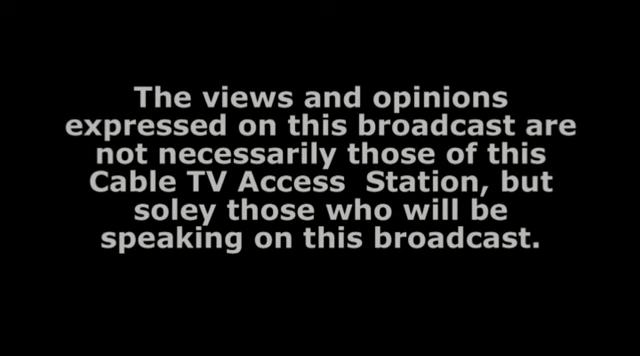 The views and opinions
expressed on this broadcast are
not necessarily those of this
Cable TV Access  Station, but
soley those who will be
speaking on this broadcast.